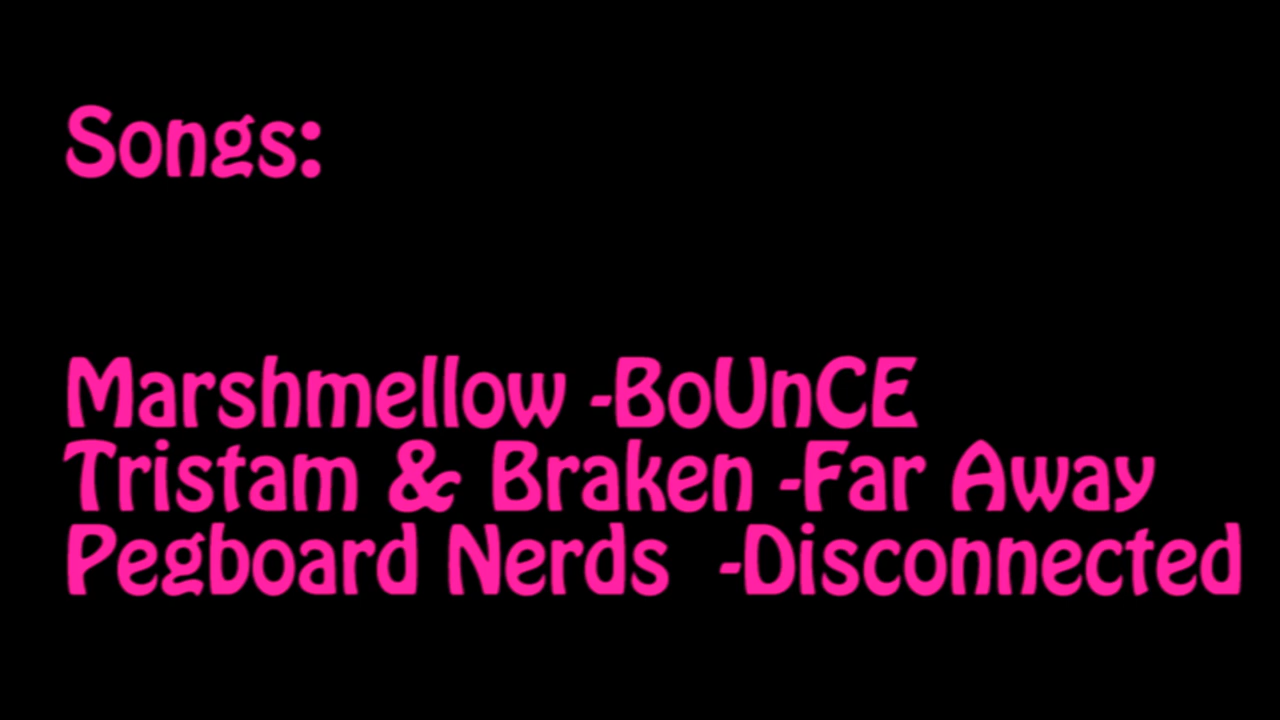 Songs:
Marshmellow -BoUnCE
Tristam & Braken -Far Away
Pegboard Nerds -Disconnected